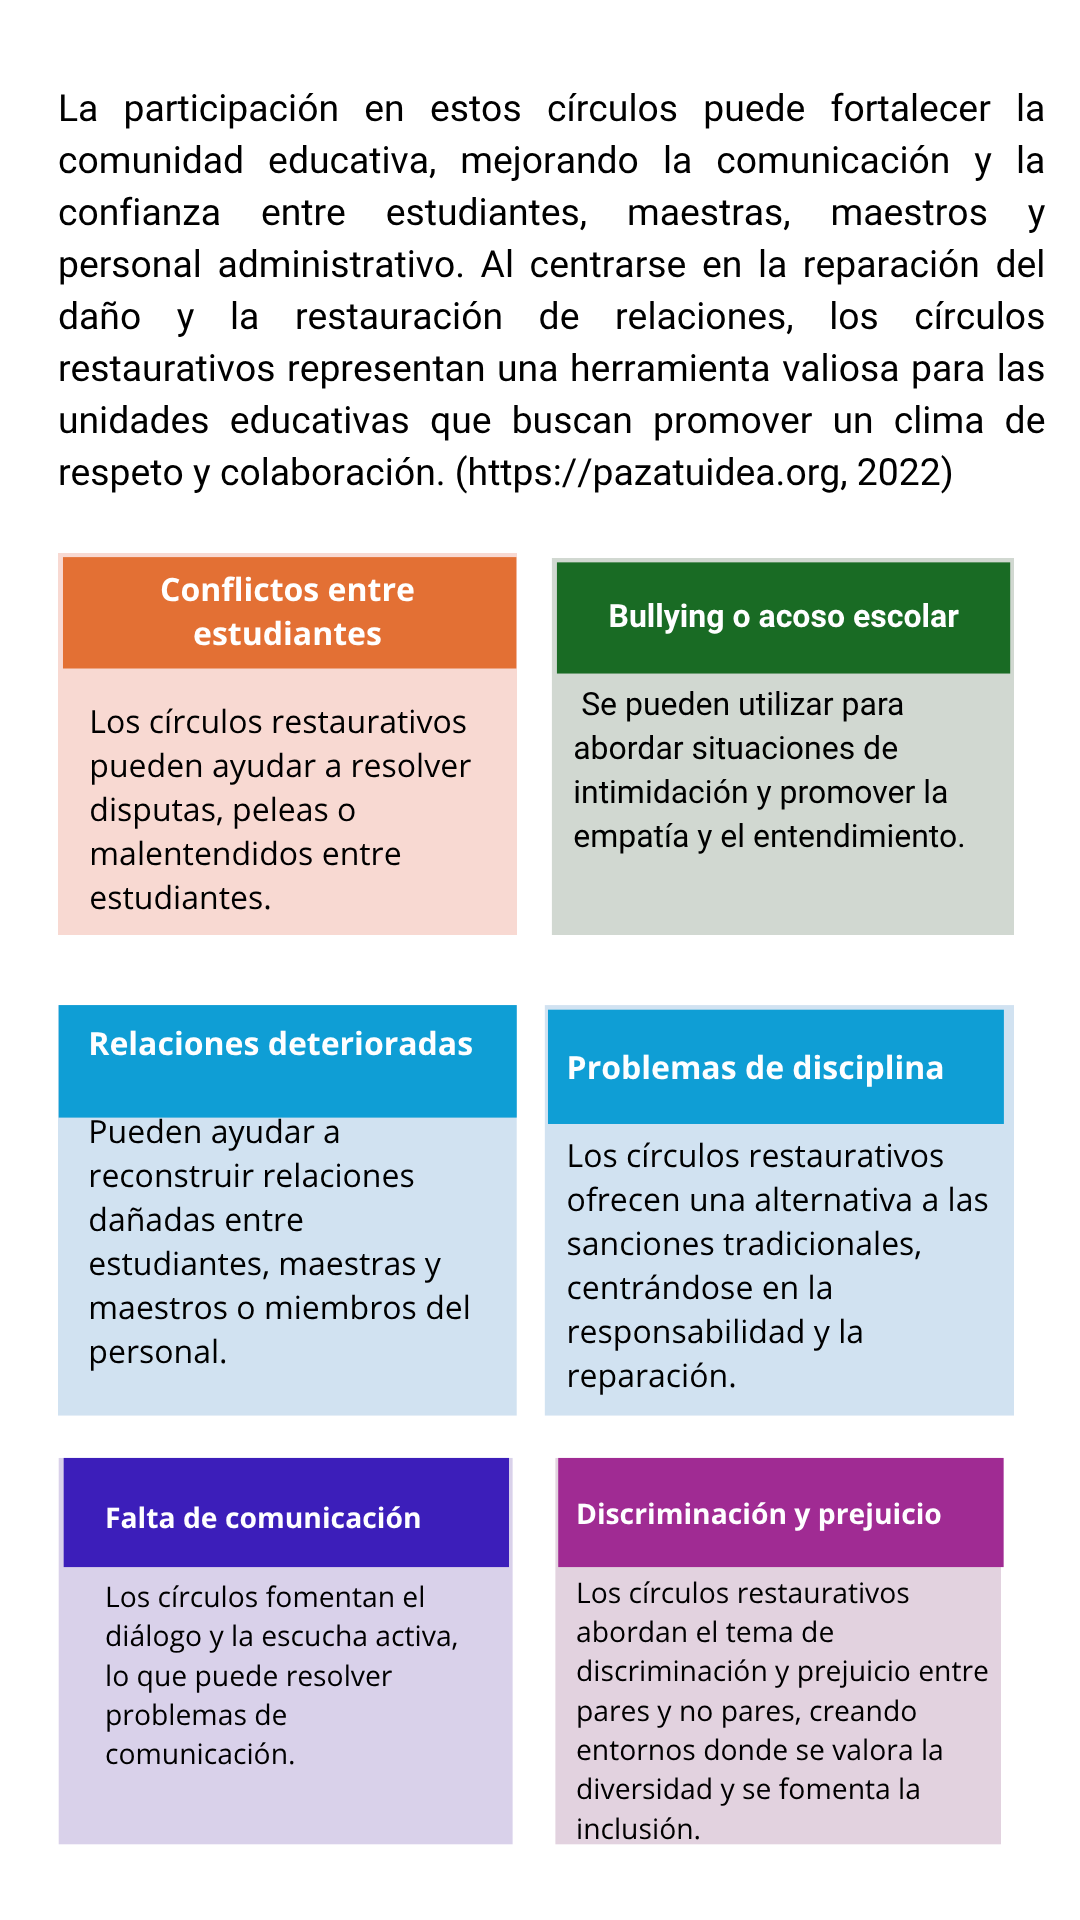 La participación en estos círculos puede fortalecer la
comunidad educativa, mejorando la comunicación y la
confianza entre estudiantes, maestras, maestros y
personal administrativo. Al centrarse en la reparación del
daño y la restauración de relaciones, los círculos
restaurativos representan una herramienta valiosa para las
unidades educativas que buscan promover un clima de
respeto y colaboración. (https://pazatuidea.org, 2022)
Conflictos entre
estudiantes
Los círculos restaurativos
pueden ayudar a resolver
disputas, peleas o
malentendidos entre
estudiantes.
Bullying o acoso escolar
Se pueden utilizar para
abordar situaciones de
intimidación y promover la
empatía y el entendimiento.
Relaciones deterioradas
Pueden ayudar a
reconstruir relaciones
dañadas entre
estudiantes, maestras y
maestros o miembros del
personal.
Problemas de disciplina
Los círculos restaurativos
ofrecen una alternativa a las
sanciones tradicionales,
centrándose en la
responsabilidad y la
reparación.
Falta de comunicación
Los círculos fomentan el
diálogo y la escucha activa,
lo que puede resolver
problemas de
comunicación.
Discriminación y prejuicio
Los círculos restaurativos
abordan el tema de
discriminación y prejuicio entre
pares y no pares, creando
entornos donde se valora la
diversidad y se fomenta la
inclusión.